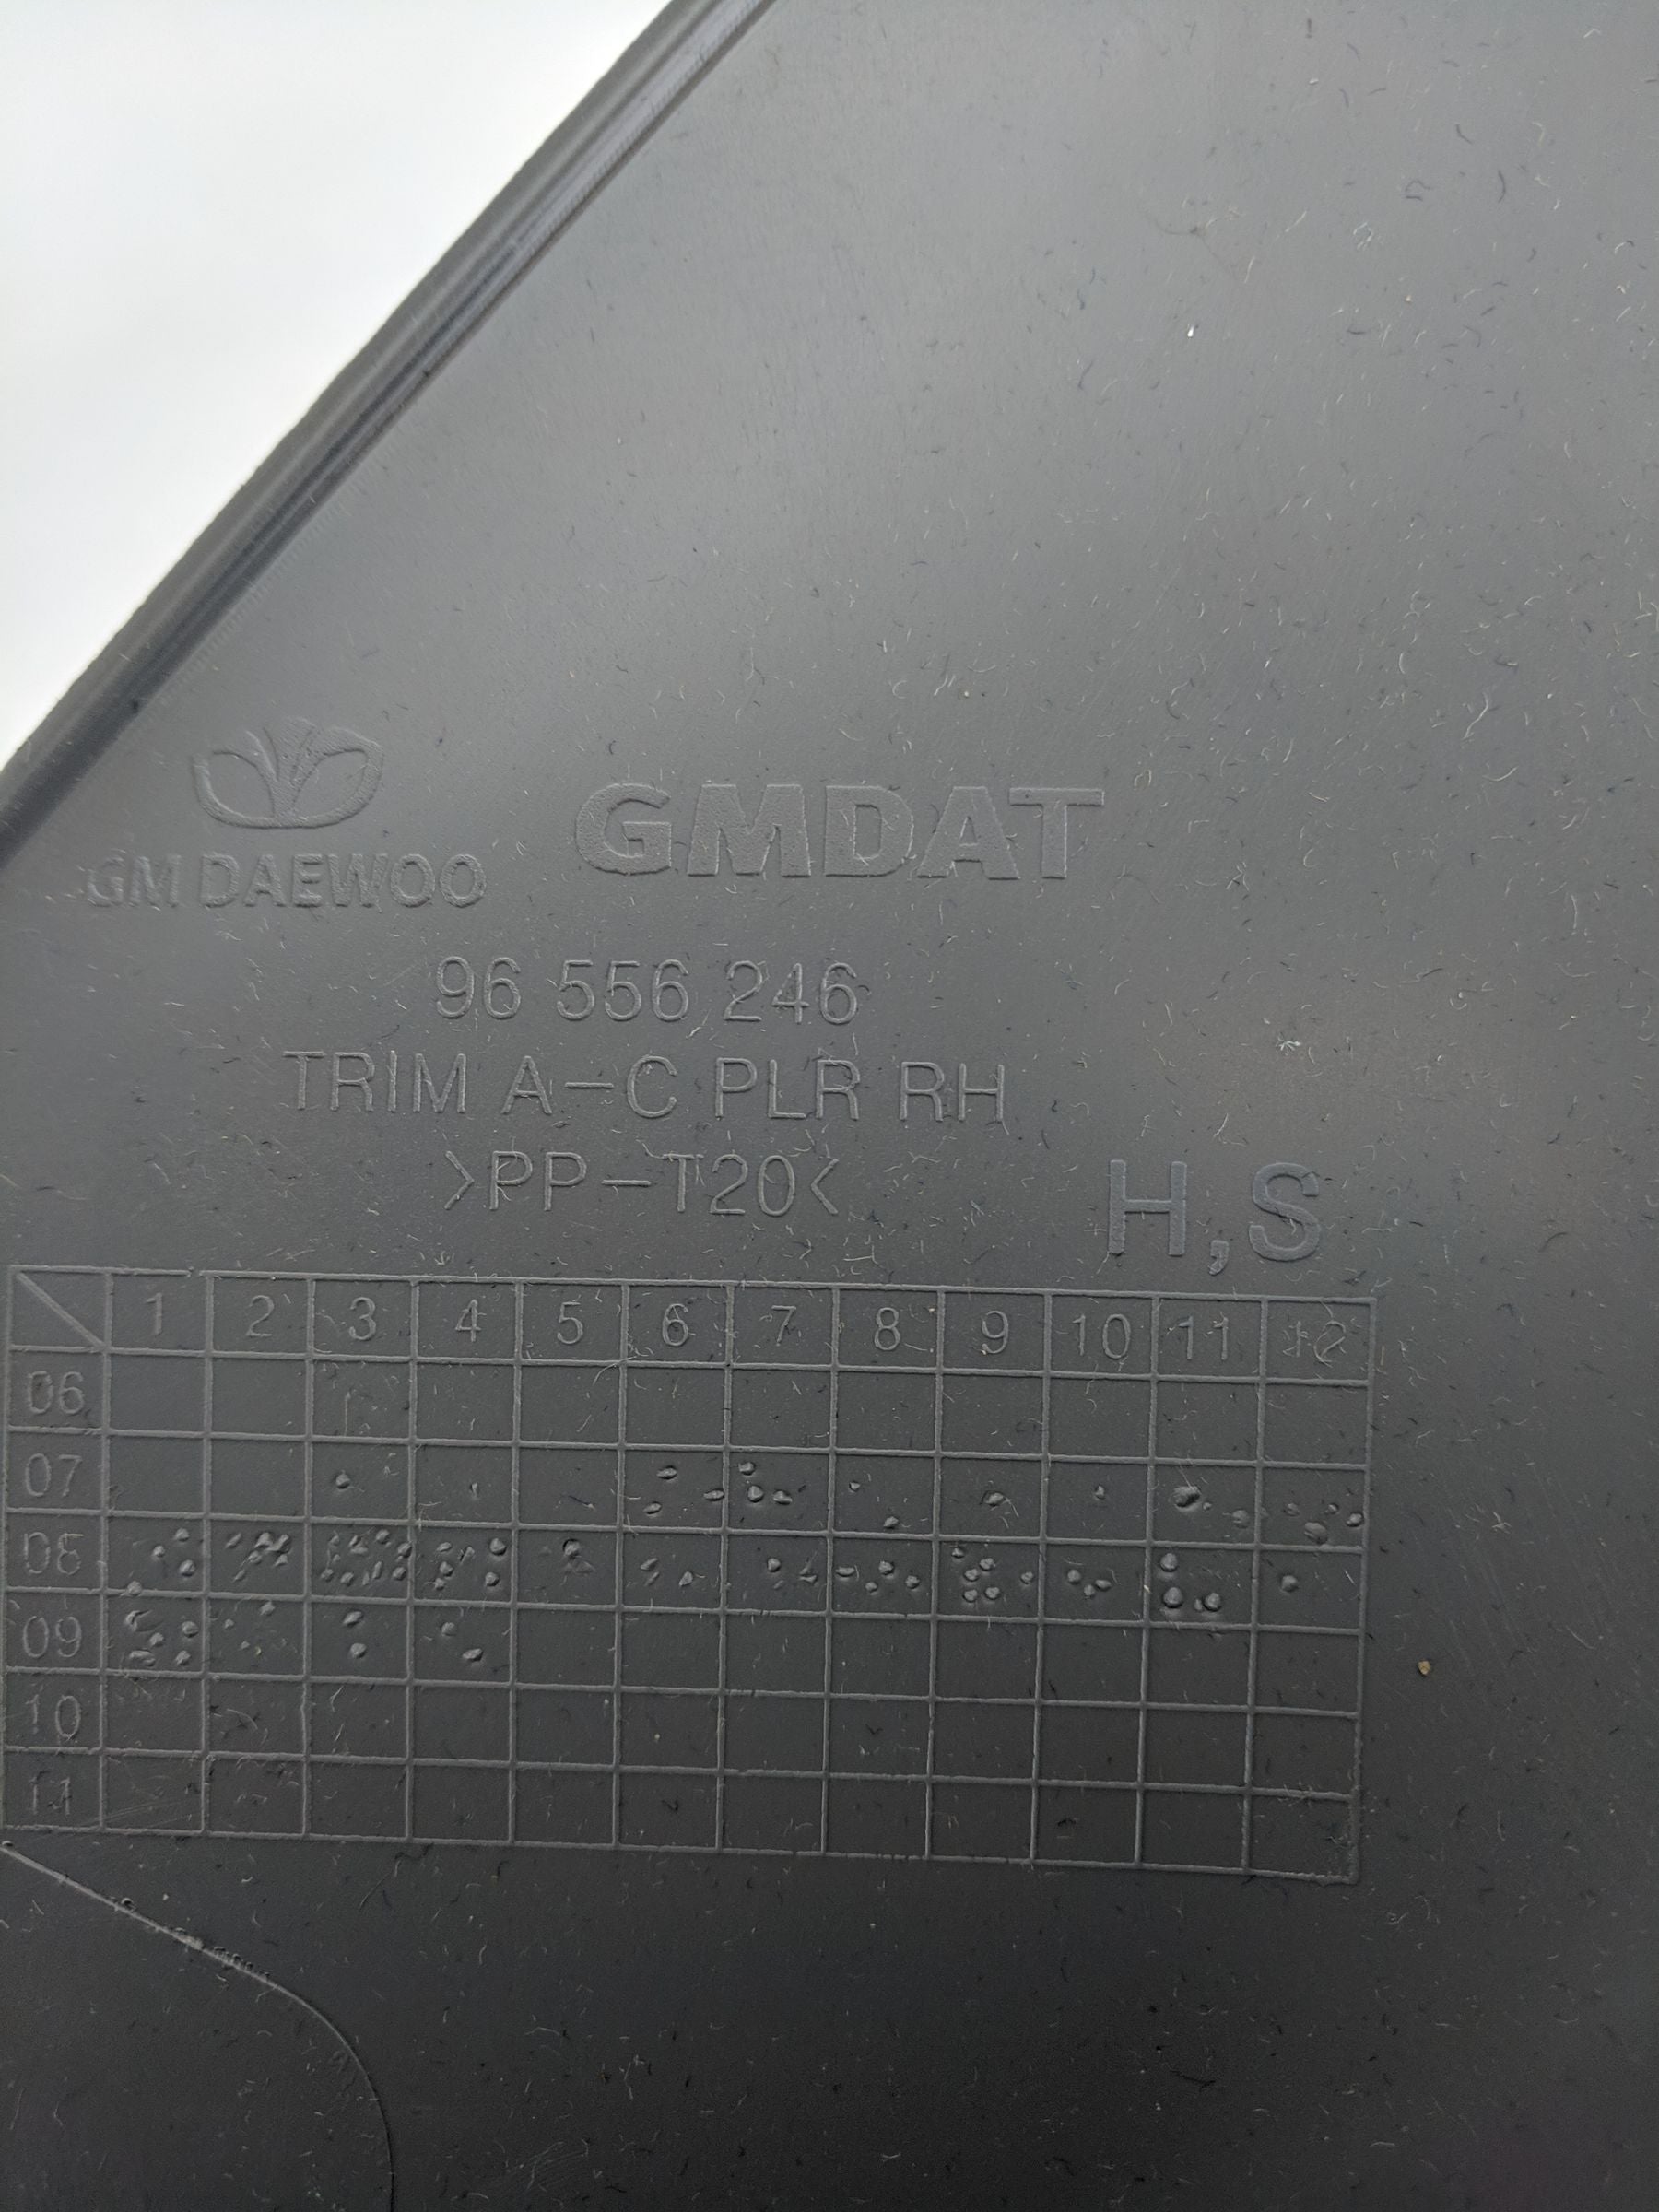 GM DAEWOO GMDAT
96 556 246
TRIM A-C PLR RH
>PP-T20<
H,S
1 2 3 4 5 6 7 8 9 10 11 12
06
07
08
09
10
11